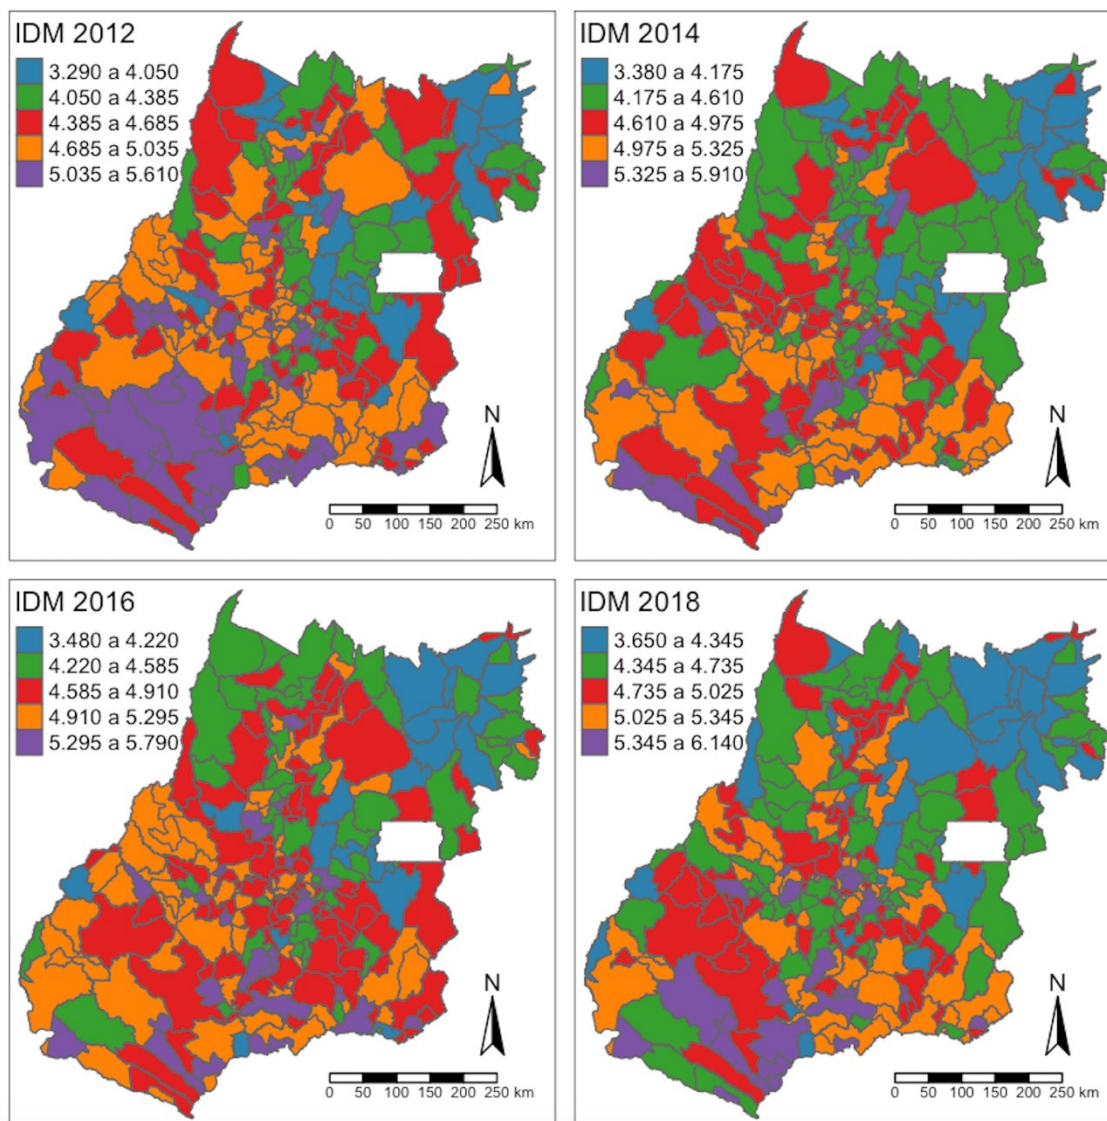 IDM 2012
3.290 a 4.050
4.050 a 4.385
4.385 a 4.685
4.685 a 5.035
5.035 a 5.610
N
0 50 100 150 200 250 km
IDM 2014
3.380 a 4.175
4.175 a 4.610
4.610 a 4.975
4.975 a 5.325
5.325 a 5.910
N
0 50 100 150 200 250 km
IDM 2016
3.480 a 4.220
4.220 a 4.585
4.585 a 4.910
4.910 a 5.295
5.295 a 5.790
N
0 50 100 150 200 250 km
IDM 2018
3.650 a 4.345
4.345 a 4.735
4.735 a 5.025
5.025 a 5.345
5.345 a 6.140
N
0 50 100 150 200 250 km